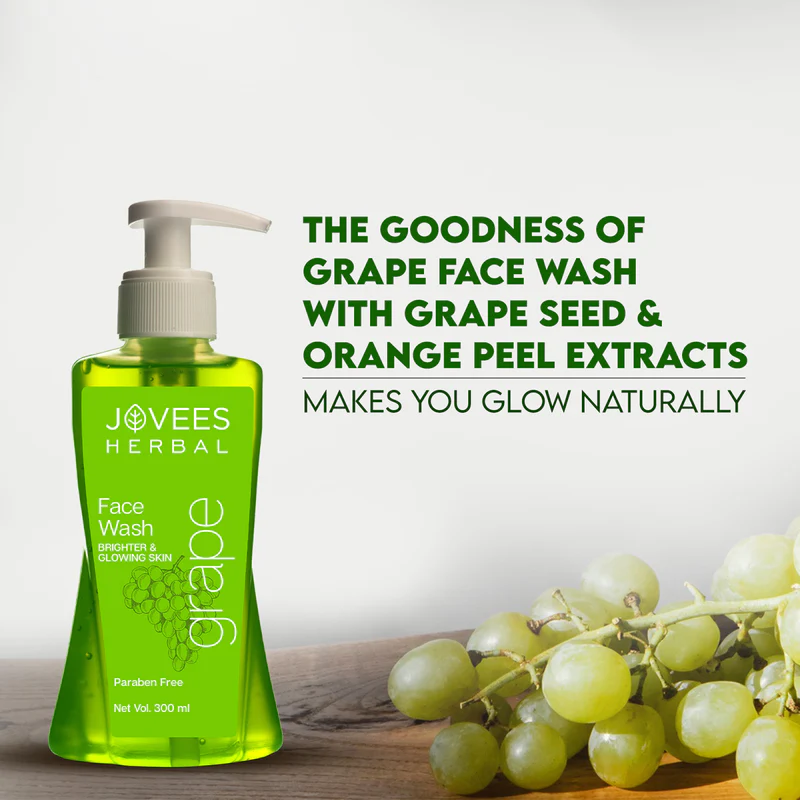 THE GOODNESS OF
GRAPE FACE WASH
WITH GRAPE SEED &
ORANGE PEEL EXTRACTS
MAKES YOU GLOW NATURALLY
JOVEES
HERBAL
Face
Wash
BRIGHTER &
GLOWING SKIN
grape
Paraben Free
Net Vol. 300 ml